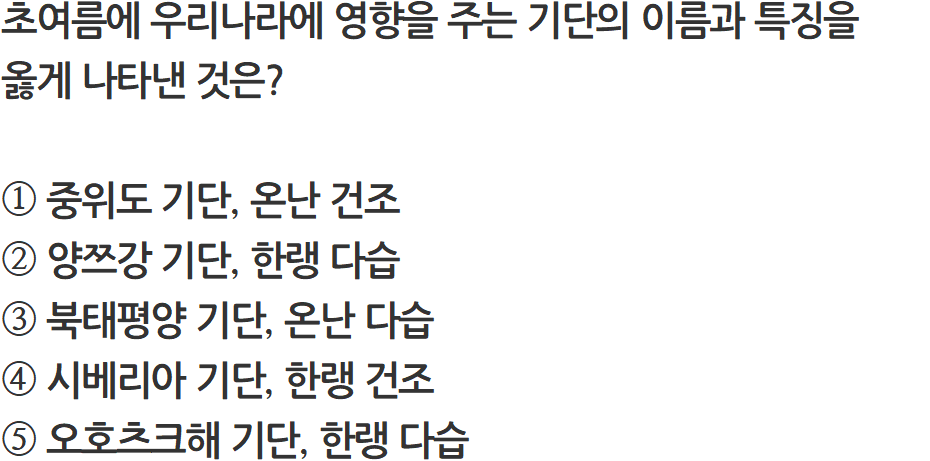 초여름에 우리나라에 영향을 주는 기단의 이름과 특징을
옳게 나타낸 것은?
① 중위도 기단, 온난 건조
② 양쯔강 기단, 한랭 다습
③ 북태평양 기단, 온난 다습
④ 시베리아 기단, 한랭 건조
⑤ 오호츠크해 기단, 한랭 다습